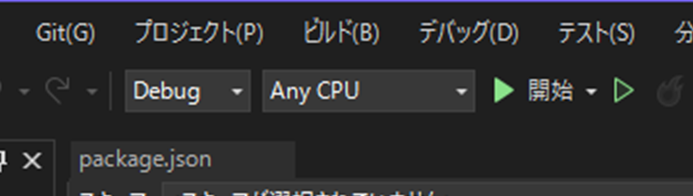 Git(G) プロジェクト(P) ビルド(B) デバッグ(D) テスト(S) 分
Debug Any CPU 開始
package.json